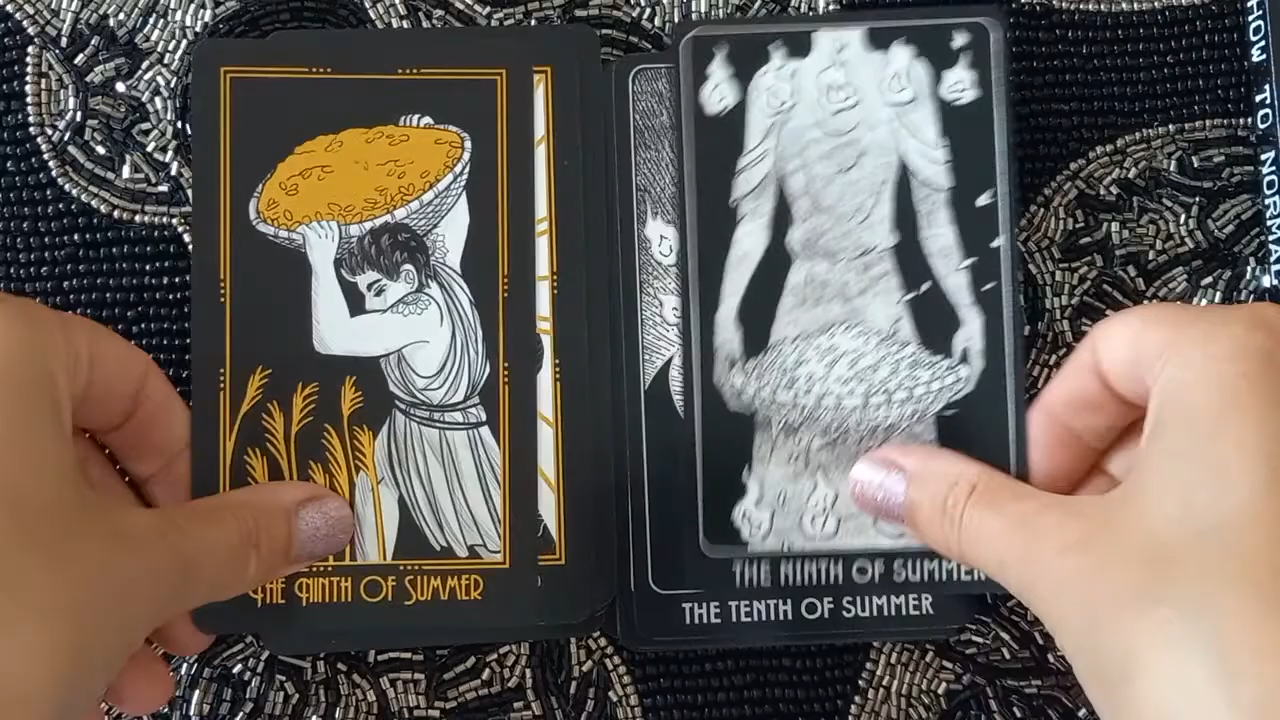 THE NINTH OF SUMMER
THE NINTH OF SUMMER
THE TENTH OF SUMMER
HOW TO NORMAL